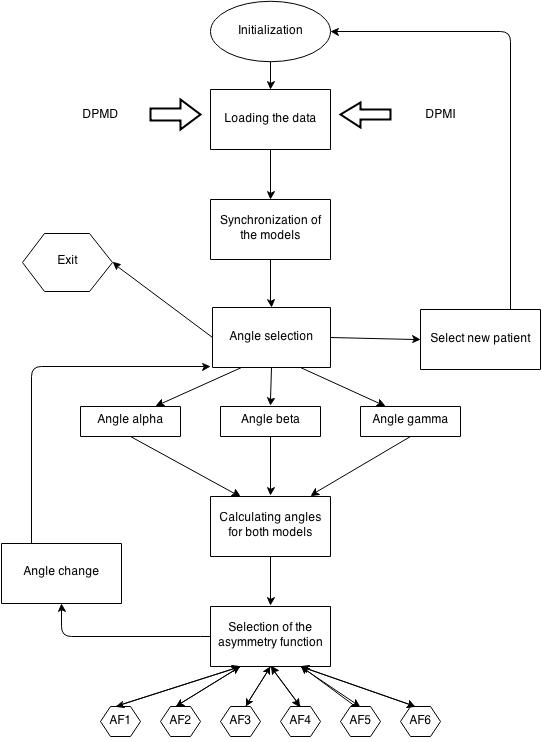 Initialization
DPMD
Loading the data
DPMI
Synchronization of
the models
Exit
Angle selection
Select new patient
Angle alpha
Angle beta
Angle gamma
Calculating angles
for both models
Angle change
Selection of the
asymmetry function
AF1
AF2
AF3
AF4
AF5
AF6